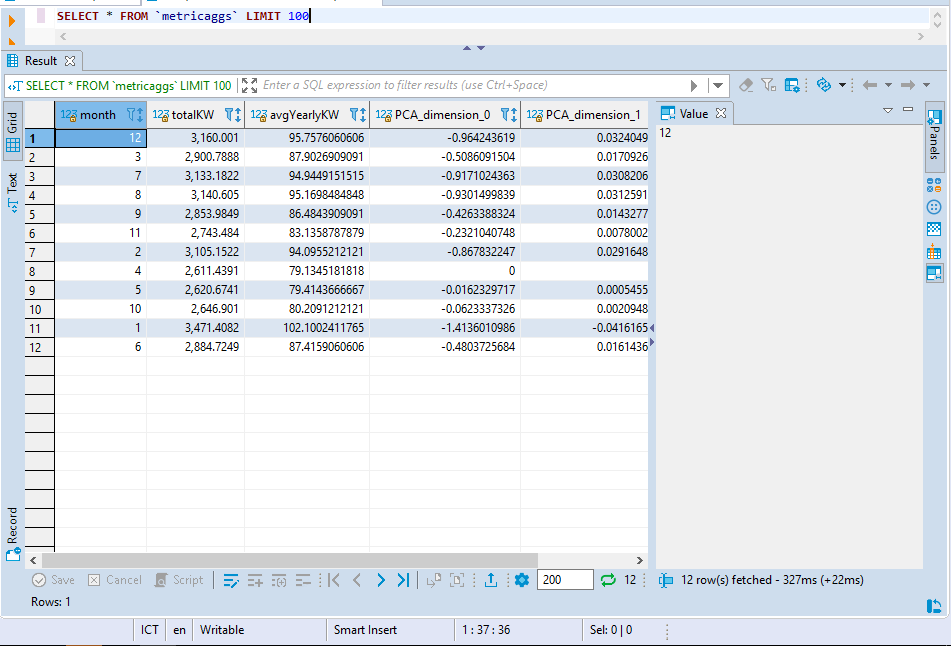 SELECT * FROM `metricaggs` LIMIT 100
Result
SELECT * FROM `metricaggs` LIMIT 100 Enter a SQL expression to filter results (use Ctrl+Space)
Grid
Text
Record
123 month 123 totalKW 123 avgYearlyKW 123 PCA_dimension_0 123 PCA_dimension_1
1 12 3,160.001 95.7576060606 -0.964243619 0.0324049
2 3 2,900.7888 87.9026909091 -0.5086091504 0.0170926
3 7 3,133.1822 94.9449151515 -0.9171024363 0.0308206
4 8 3,140.605 95.1698484848 -0.9301499839 0.0312591
5 9 2,853.9849 86.4843909091 -0.4263388324 0.0143277
6 11 2,743.484 83.1358787879 -0.2321040748 0.0078002
7 2 3,105.1522 94.0955212121 -0.867832247 0.0291648
8 4 2,611.4391 79.1345181818 0
9 5 2,620.6741 79.4143666667 -0.0162329717 0.0005455
10 10 2,646.901 80.2091212121 -0.0623337326 0.0020948
11 1 3,471.4082 102.1002411765 -1.4136010986 -0.0416165
12 6 2,884.7249 87.4159060606 -0.4803725684 0.0161436
Value
12
Panels
Save Cancel Script 200 12 12 row(s) fetched - 327ms (+22ms)
Rows: 1
ICT en Writable Smart Insert 1 : 37 : 36 Sel: 0 | 0